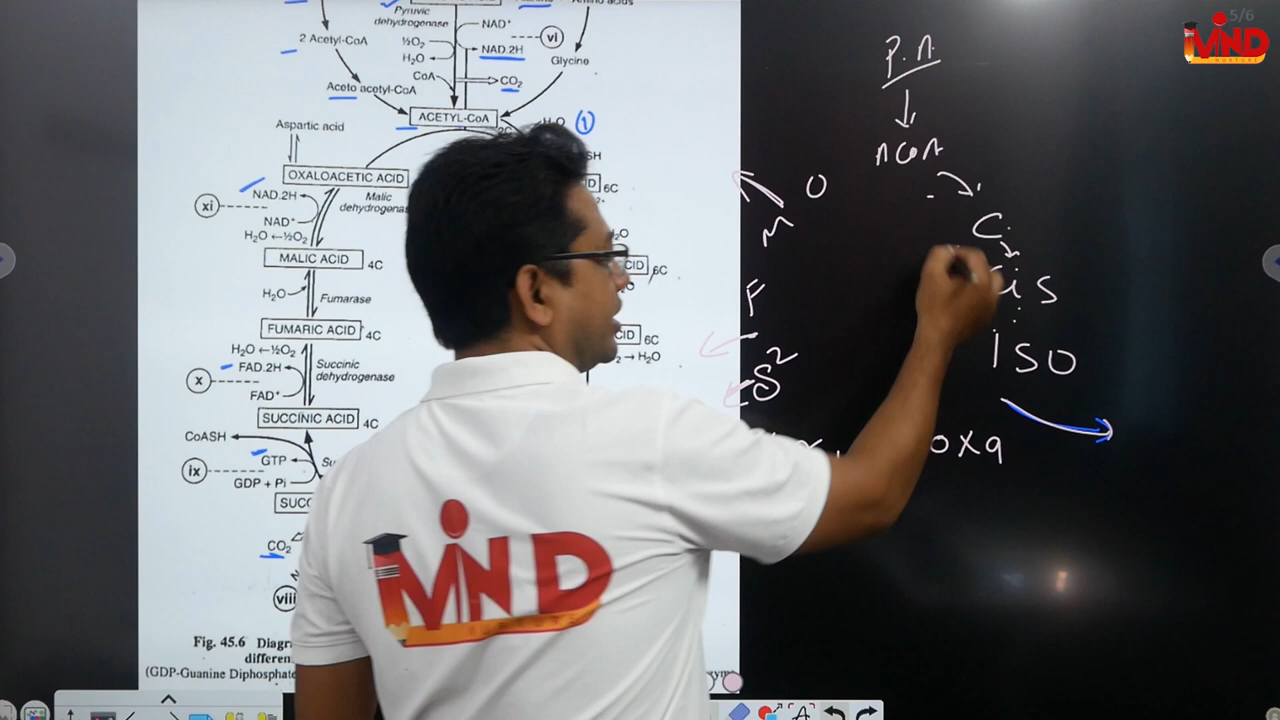 5/6
MIND
NURTURE
Pyruvic
dehydrogenase
NAD⁺
½O₂
H₂O
NAD.2H
vi
2 Acetyl-CoA
Glycine
CoA
CO₂
Aceto acetyl-CoA
ACETYL-CoA
H₂O
1
2C
Aspartic acid
OXALOACETIC ACID
6C
NAD.2H
Malic
xi
NAD⁺
H₂O ← ½O₂
MALIC ACID 4C
6C
H₂O
Fumarase
FUMARIC ACID 4C
6C
H₂O ← ½O₂
→ H₂O
FAD.2H
Succinic
dehydrogenase
x
FAD⁺
SUCCINIC ACID 4C
CoASH
GTP
ix
GDP + Pi
CO₂
viii
Fig. 45.6
(GDP-Guanine Diphosphate
P.A.
ACOA
O
M
C
Cis
F
ISO
S²
OXA
MIND